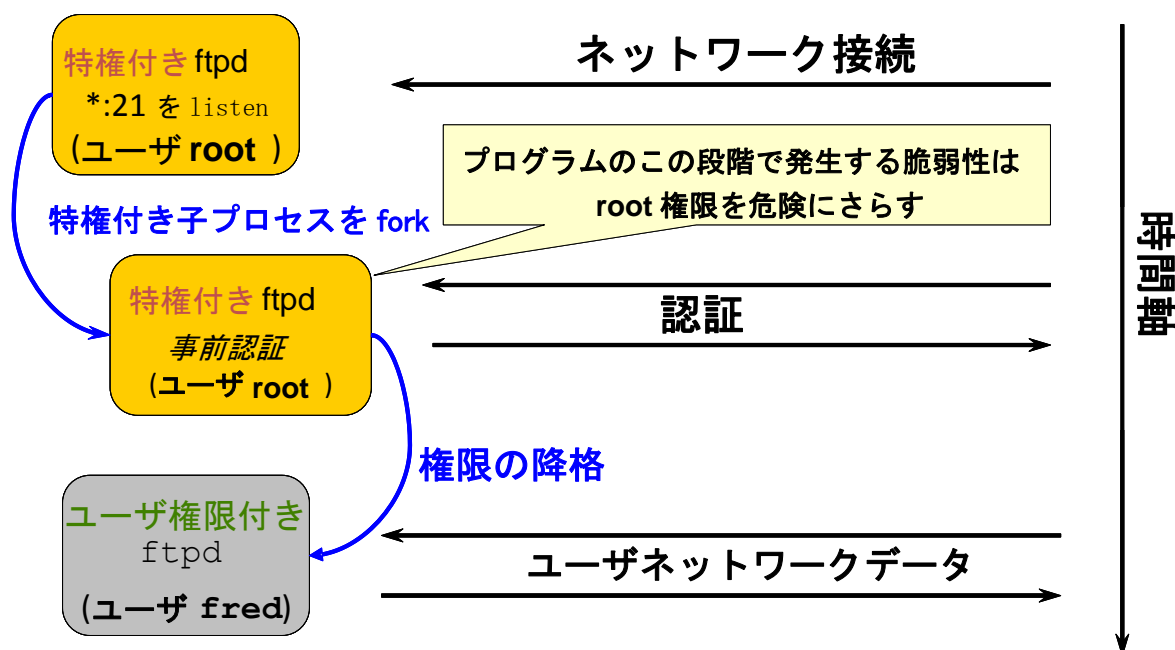 特権付き ftpd
*:21 を listen
(ユーザ root )
ネットワーク接続
プログラムのこの段階で発生する脆弱性は
root 権限を危険にさらす
特権付き子プロセスを fork
特権付き ftpd
事前認証
(ユーザ root )
認証
権限の降格
ユーザ権限付き
ftpd
(ユーザ fred)
ユーザネットワークデータ
時間軸